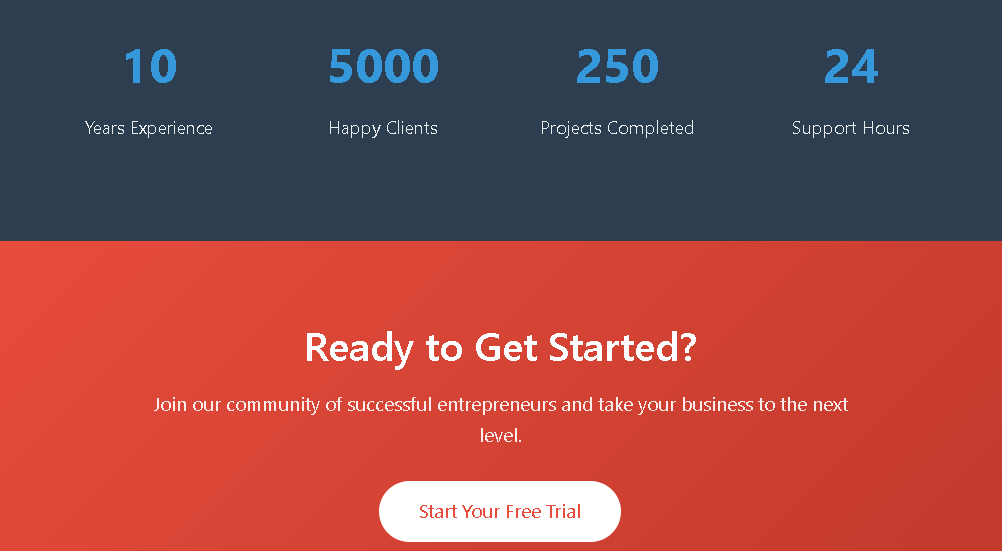 10 5000 250 24
Years Experience Happy Clients Projects Completed Support Hours
Ready to Get Started?
Join our community of successful entrepreneurs and take your business to the next
level.
Start Your Free Trial